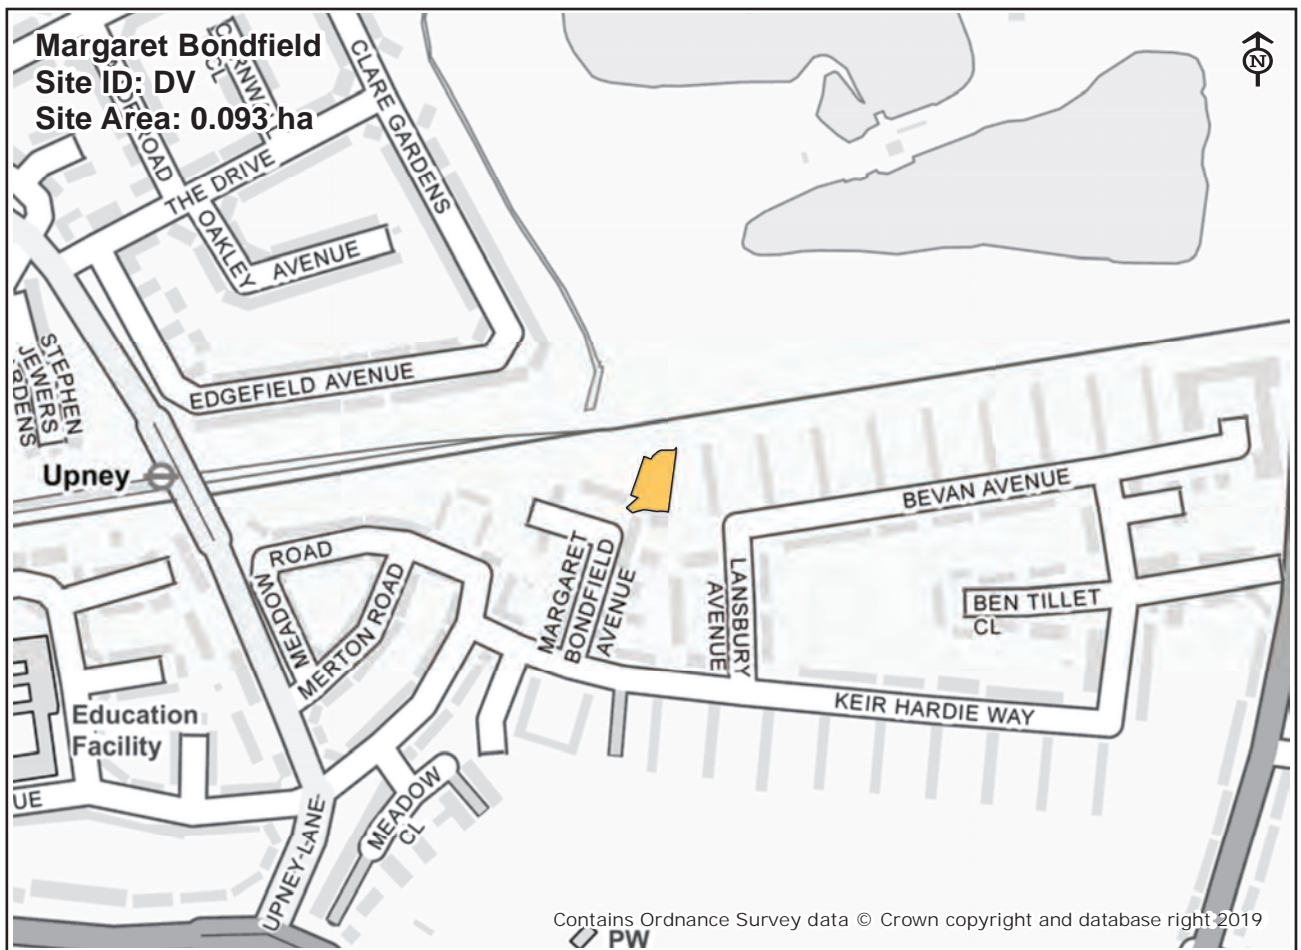 Margaret Bondfield
Site ID: DV
Site Area: 0.093 ha
N
CL
ROAD
CLARE GARDENS
THE DRIVE
OAKLEY
AVENUE
STEPHEN
JEWERS
EDGEFIELD AVENUE
Upney
BEVAN AVENUE
ROAD
MEADOW
MERTON ROAD
MARGARET
BONDFIELD
AVENUE
LANSBURY
AVENUE
BEN TILLET
CL
KEIR HARDIE WAY
Education
Facility
UE
MEADOW
CL
UPNEY LANE
Contains Ordnance Survey data © Crown copyright and database right 2019
PW